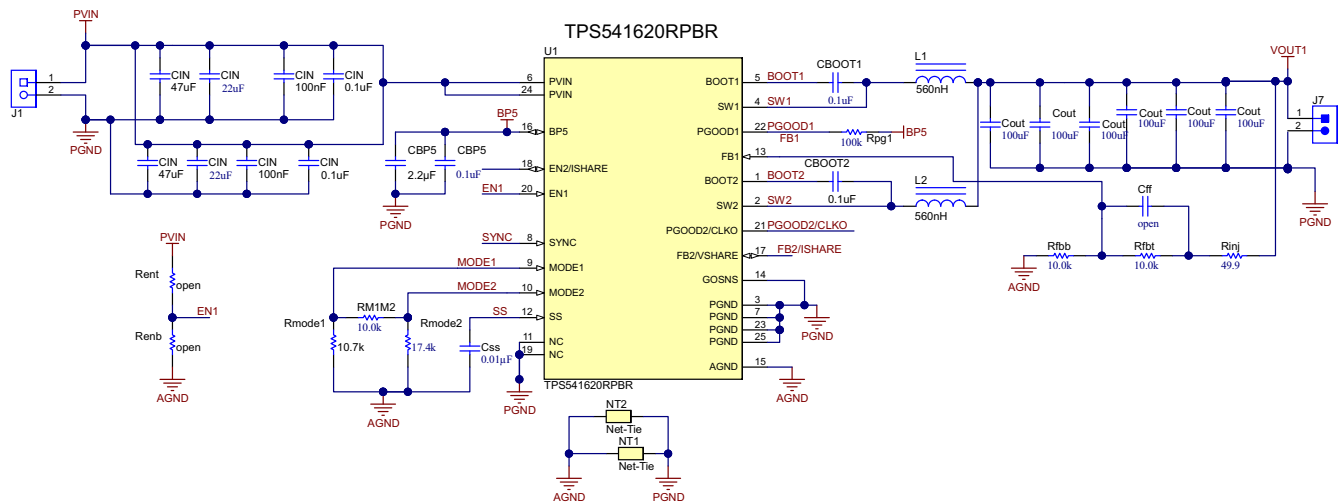 TPS541620RPBR
PVIN
J1
1
2
PGND
CIN
47uF
CIN
22uF
CIN
100nF
CIN
0.1uF
CIN
47uF
CIN
22uF
CIN
100nF
CIN
0.1uF
BP5
CBP5
2.2µF
CBP5
0.1uF
PGND
EN1
SYNC
MODE1
MODE2
SS
PVIN
Rent
open
EN1
Renb
open
AGND
Rmode1
10.7k
RM1M2
10.0k
Rmode2
17.4k
Css
0.01µF
AGND
PGND
U1
6 PVIN
24 PVIN
16 BP5
18 EN2/ISHARE
20 EN1
8 SYNC
9 MODE1
10 MODE2
12 SS
11 NC
19 NC
BOOT1 5
SW1 4
PGOOD1 22
FB1 13
BOOT2 1
SW2 2
PGOOD2/CLKO 21
FB2/VSHARE 17
GOSNS 14
PGND 3
PGND 7
PGND 23
PGND 25
AGND 15
TPS541620RPBR
BOOT1
SW1
PGOOD1
FB1
BOOT2
SW2
PGOOD2/CLKO
FB2/ISHARE
CBOOT1
0.1uF
L1
560nH
100k
Rpg1
BP5
CBOOT2
0.1uF
L2
560nH
PGND
AGND
Cout
100uF
Cout
100uF
Cout
100uF
Cout
100uF
Cout
100uF
Cout
100uF
VOUT1
J7
1
2
PGND
Cff
open
Rfbb
10.0k
Rfbt
10.0k
Rinj
49.9
AGND
NT2
Net-Tie
NT1
Net-Tie
AGND
PGND